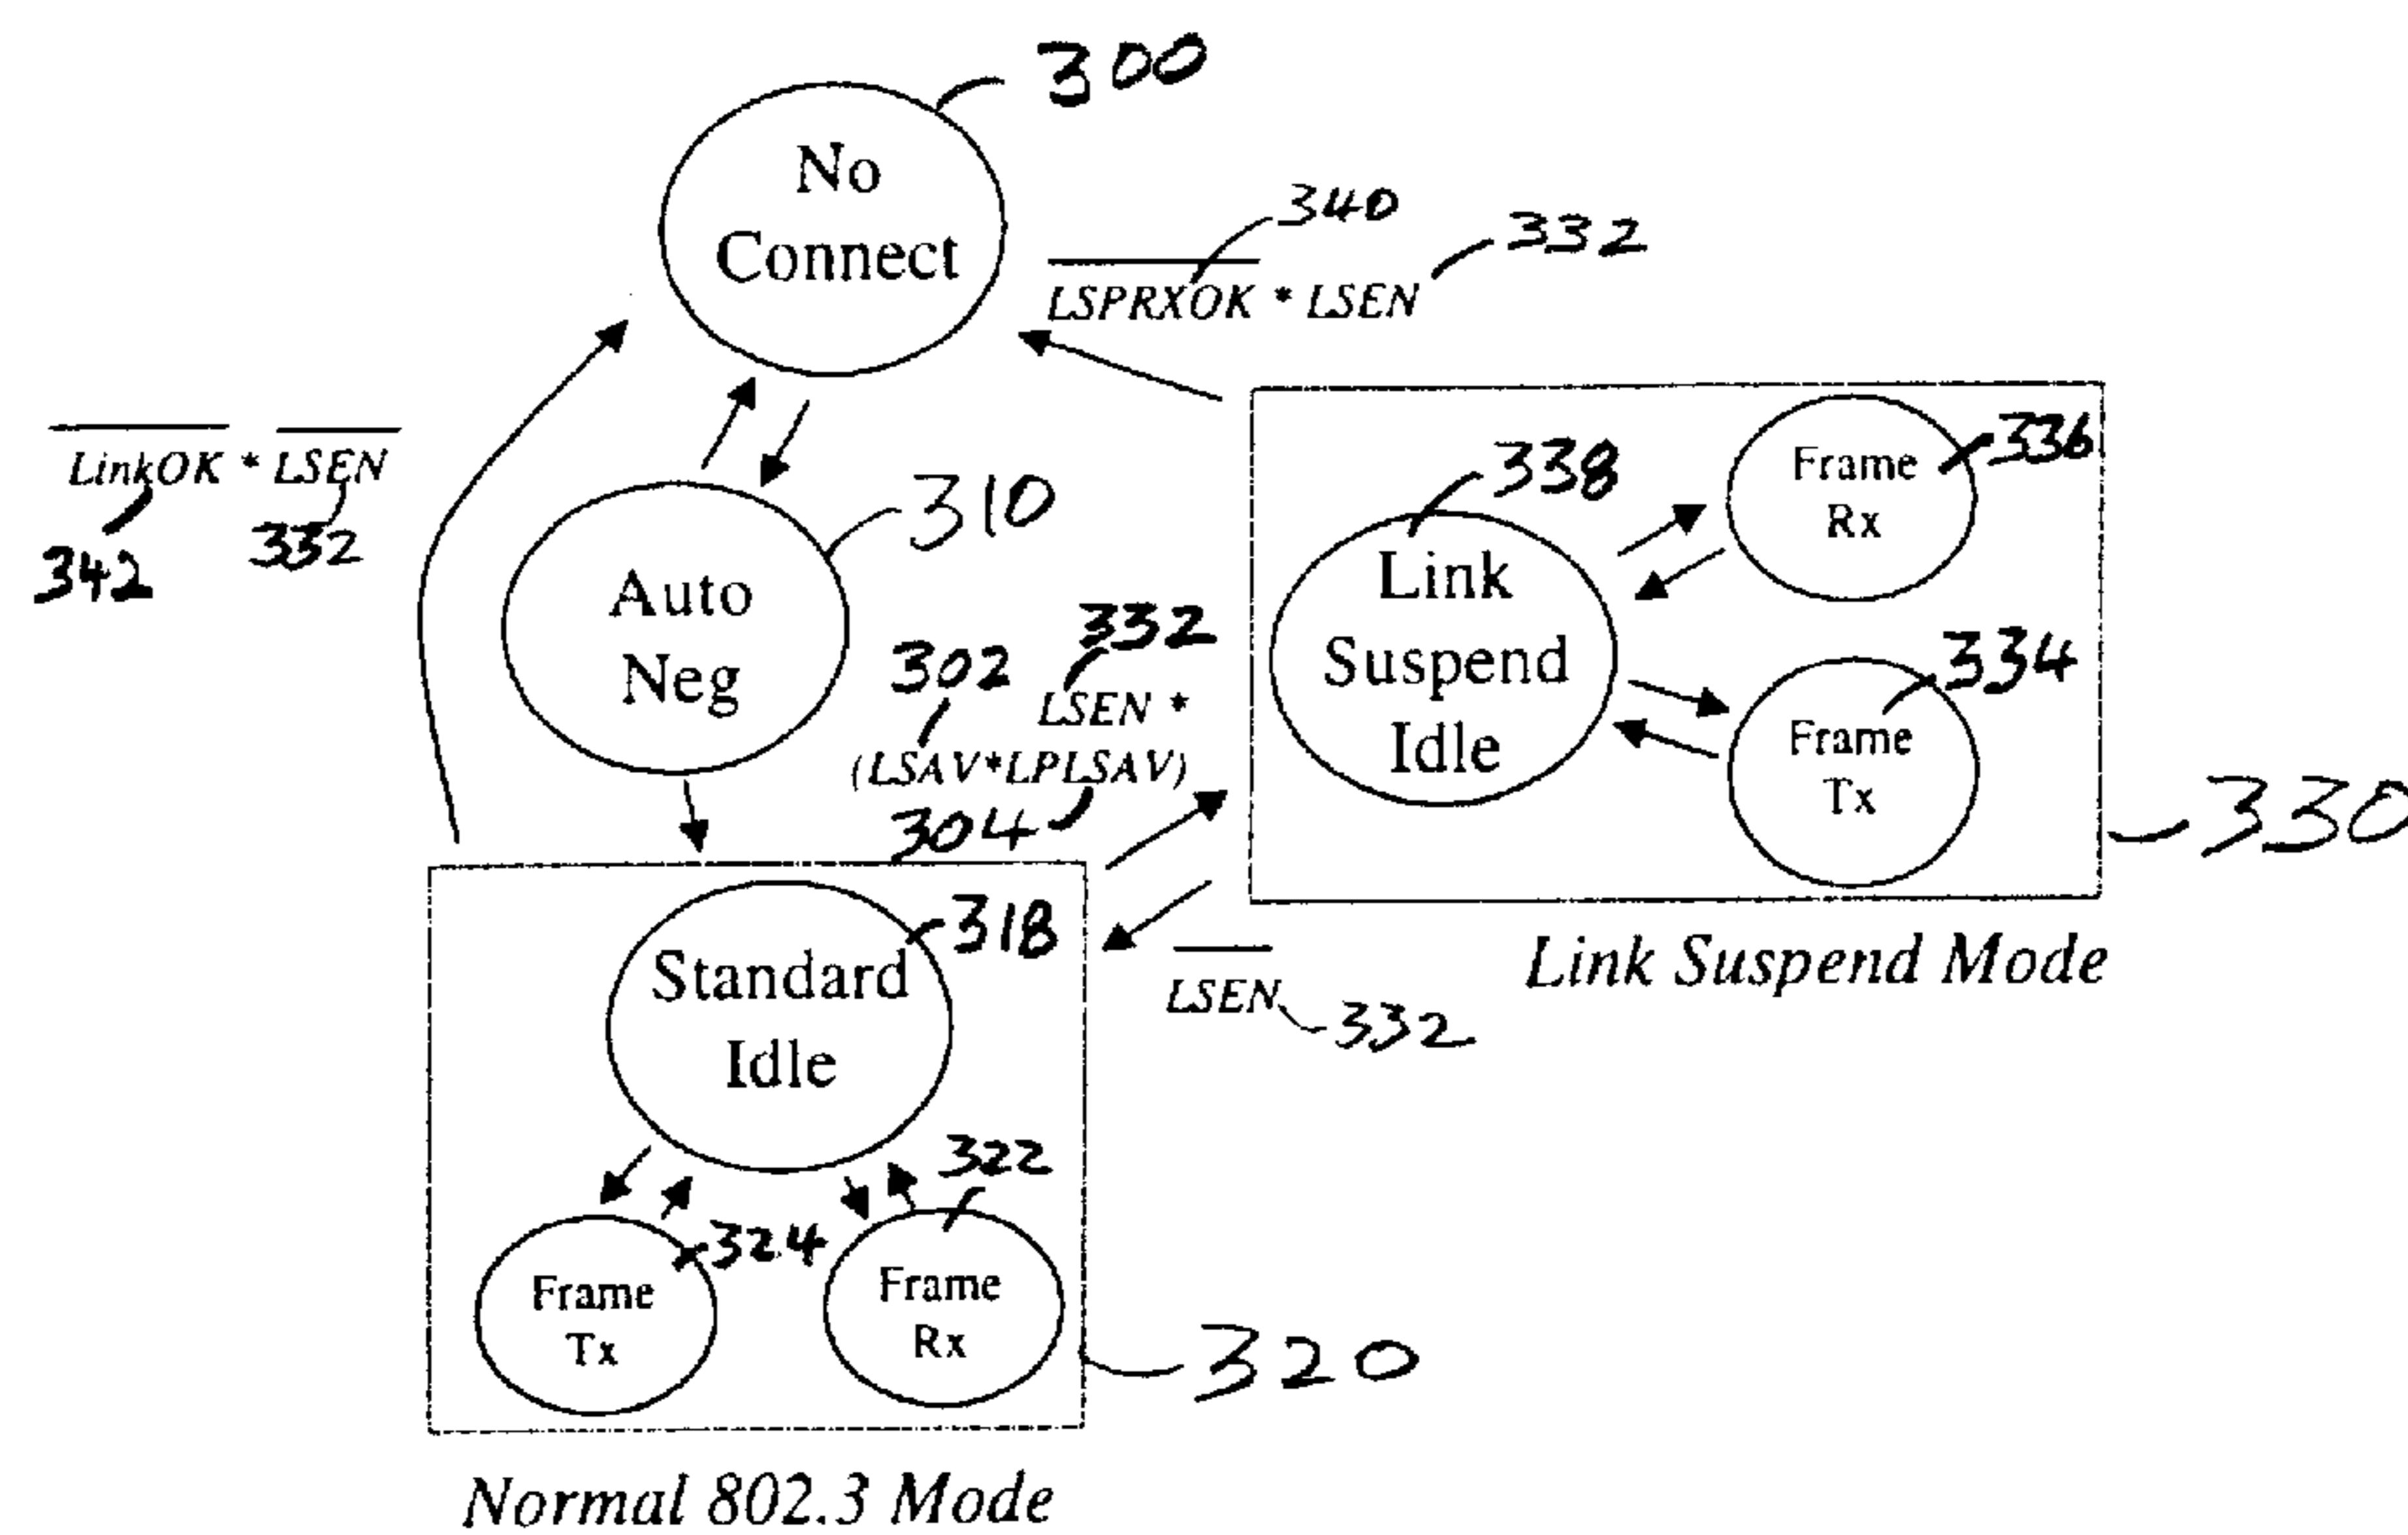 300
No
Connect
340
332
LSPRXOK * LSEN
LinkOK * LSEN
342
332
310
Auto
Neg
338
336
Frame
Rx
Link
Suspend
Idle
334
Frame
Tx
330
302
332
LSEN *
(LSAV*LPLSAV)
304
Link Suspend Mode
LSEN
332
318
Standard
Idle
322
324
Frame
Tx
Frame
Rx
320
Normal 802.3 Mode